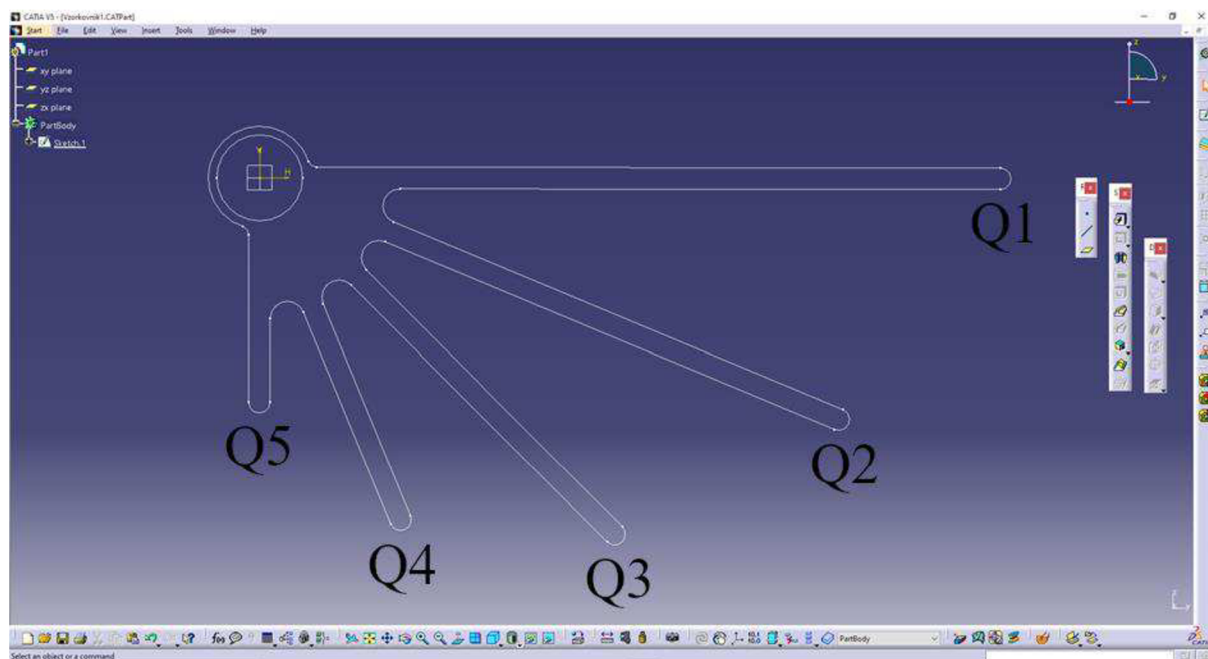 CATIA V5 - [Vzorkovnik1.CATPart]
Start File Edit View Insert Tools Window Help
Part1
xy plane
yz plane
zx plane
PartBody
Sketch.1
z
x y
V
H
Q1
Q2
Q3
Q4
Q5
PartBody
Select an object or a command